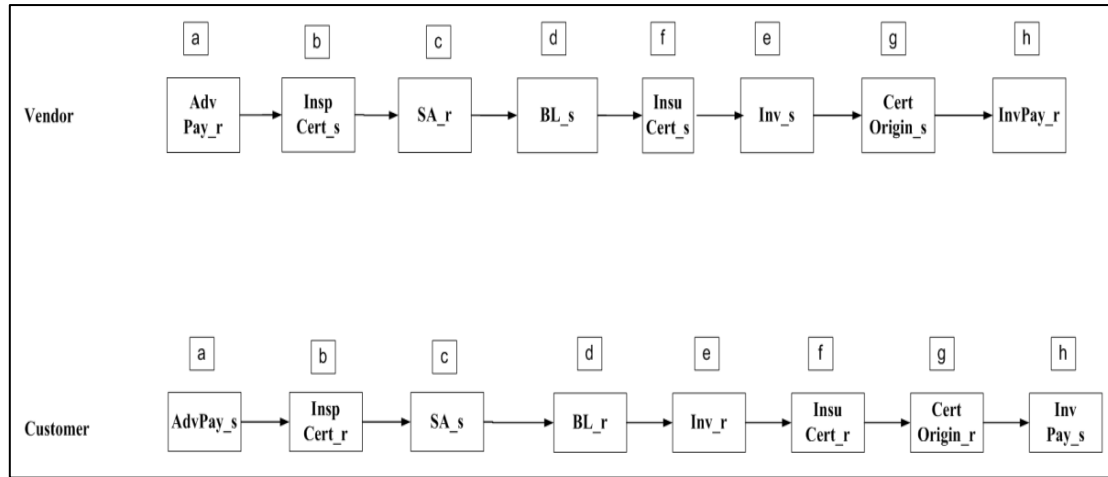 a b c d f e g h
Vendor
Adv
Pay_r
Insp
Cert_s
SA_r
BL_s
Insu
Cert_s
Inv_s
Cert
Origin_s
InvPay_r
a b c d e f g h
Customer
AdvPay_s
Insp
Cert_r
SA_s
BL_r
Inv_r
Insu
Cert_r
Cert
Origin_r
Inv
Pay_s